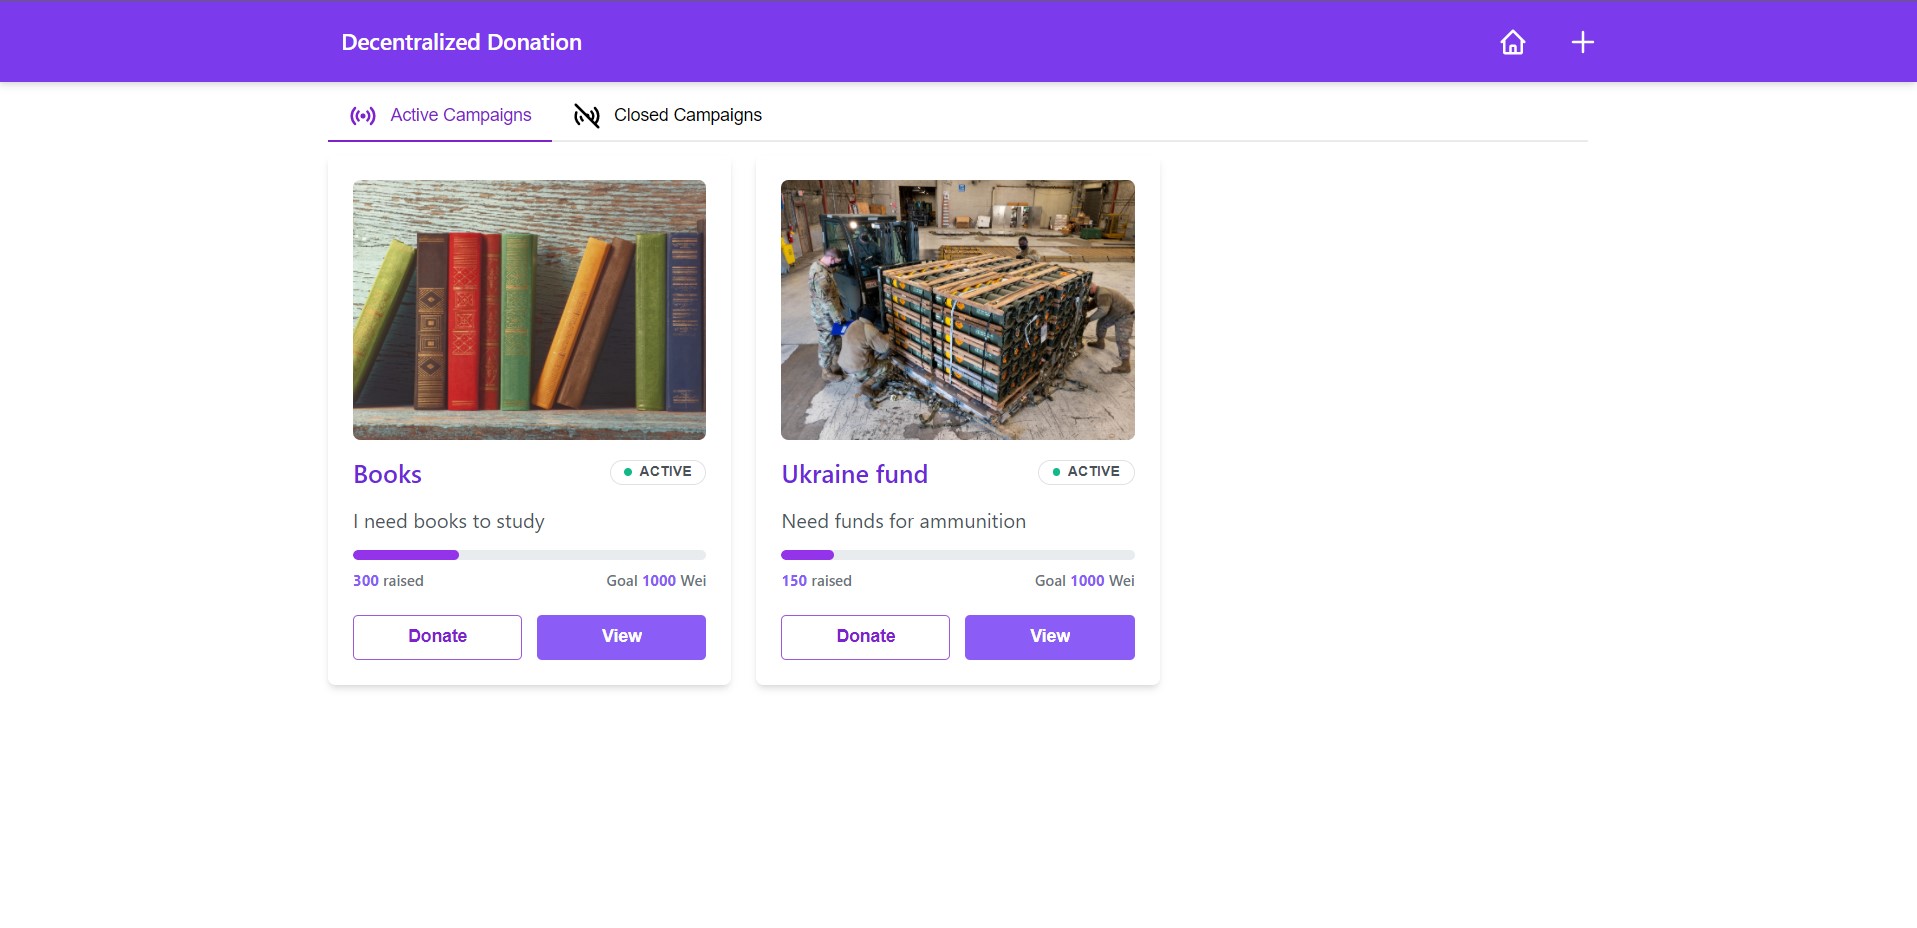 Decentralized Donation
Active Campaigns
Closed Campaigns
Books
ACTIVE
I need books to study
300 raised
Goal 1000 Wei
Donate
View
Ukraine fund
ACTIVE
Need funds for ammunition
150 raised
Goal 1000 Wei
Donate
View